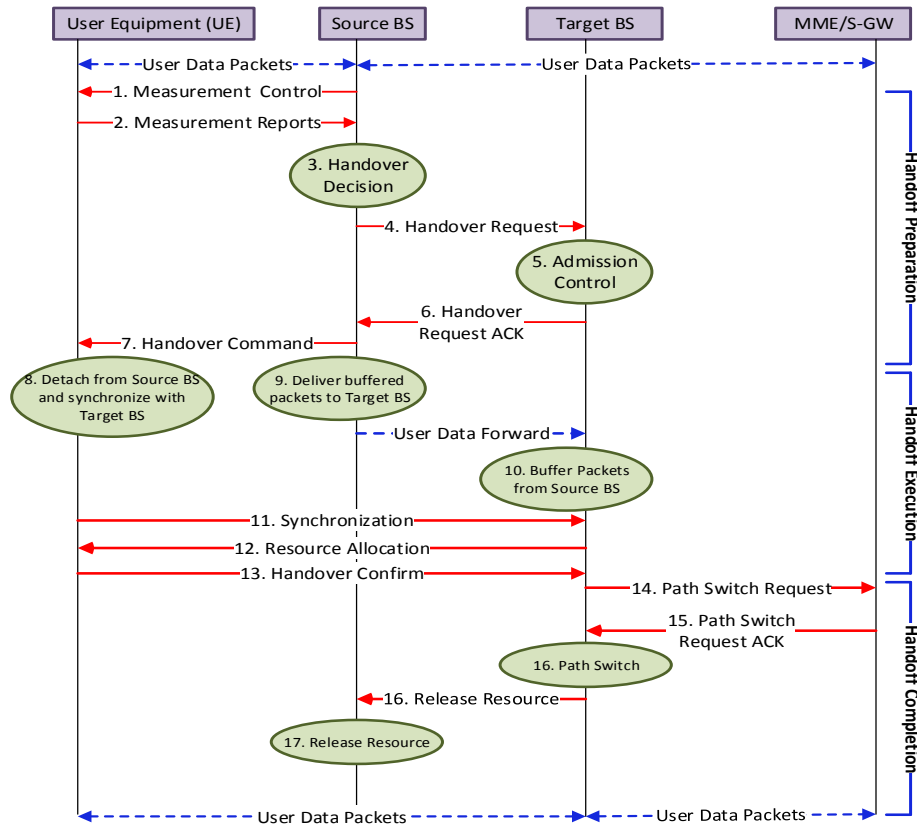 User Equipment (UE)
Source BS
Target BS
MME/S-GW
User Data Packets
User Data Packets
1. Measurement Control
2. Measurement Reports
3. Handover
Decision
4. Handover Request
5. Admission
Control
6. Handover
Request ACK
7. Handover Command
Handoff Preparation
8. Detach from Source BS
and synchronize with
Target BS
9. Deliver buffered
packets to Target BS
User Data Forward
10. Buffer Packets
from Source BS
11. Synchronization
12. Resource Allocation
13. Handover Confirm
Handoff Execution
14. Path Switch Request
15. Path Switch
Request ACK
16. Path Switch
16. Release Resource
17. Release Resource
Handoff Completion
User Data Packets
User Data Packets